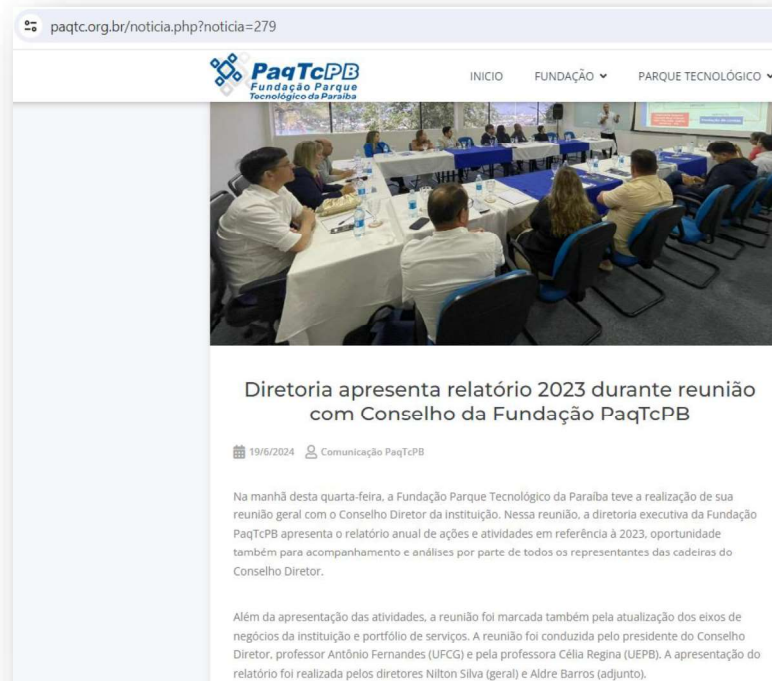 paqtc.org.br/noticia.php?noticia=279
PaqTcPB
Fundação Parque
Tecnológico da Paraíba
INICIO FUNDAÇÃO PARQUE TECNOLÓGICO
Diretoria apresenta relatório 2023 durante reunião
com Conselho da Fundação PaqTcPB
19/6/2024 Comunicação PaqTcPB
Na manhã desta quarta-feira, a Fundação Parque Tecnológico da Paraíba teve a realização de sua
reunião geral com o Conselho Diretor da instituição. Nessa reunião, a diretoria executiva da Fundação
PaqTcPB apresenta o relatório anual de ações e atividades em referência à 2023, oportunidade
também para acompanhamento e análises por parte de todos os representantes das cadeiras do
Conselho Diretor.
Além da apresentação das atividades, a reunião foi marcada também pela atualização dos eixos de
negócios da instituição e portfólio de serviços. A reunião foi conduzida pelo presidente do Conselho
Diretor, professor Antônio Fernandes (UFCG) e pela professora Célia Regina (UEPB). A apresentação do
relatório foi realizada pelos diretores Nilton Silva (geral) e Aldre Barros (adjunto).